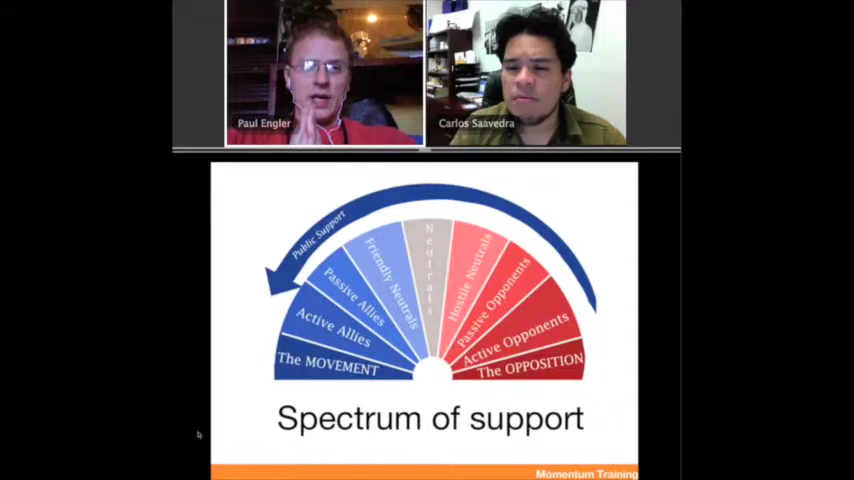 Paul Engler
Carlos Saavedra
Public Support
The MOVEMENT
Active Allies
Passive Allies
Friendly Neutrals
Neutrals
Hostile Neutrals
Passive Opponents
Active Opponents
The OPPOSITION
Spectrum of support
Momentum Training